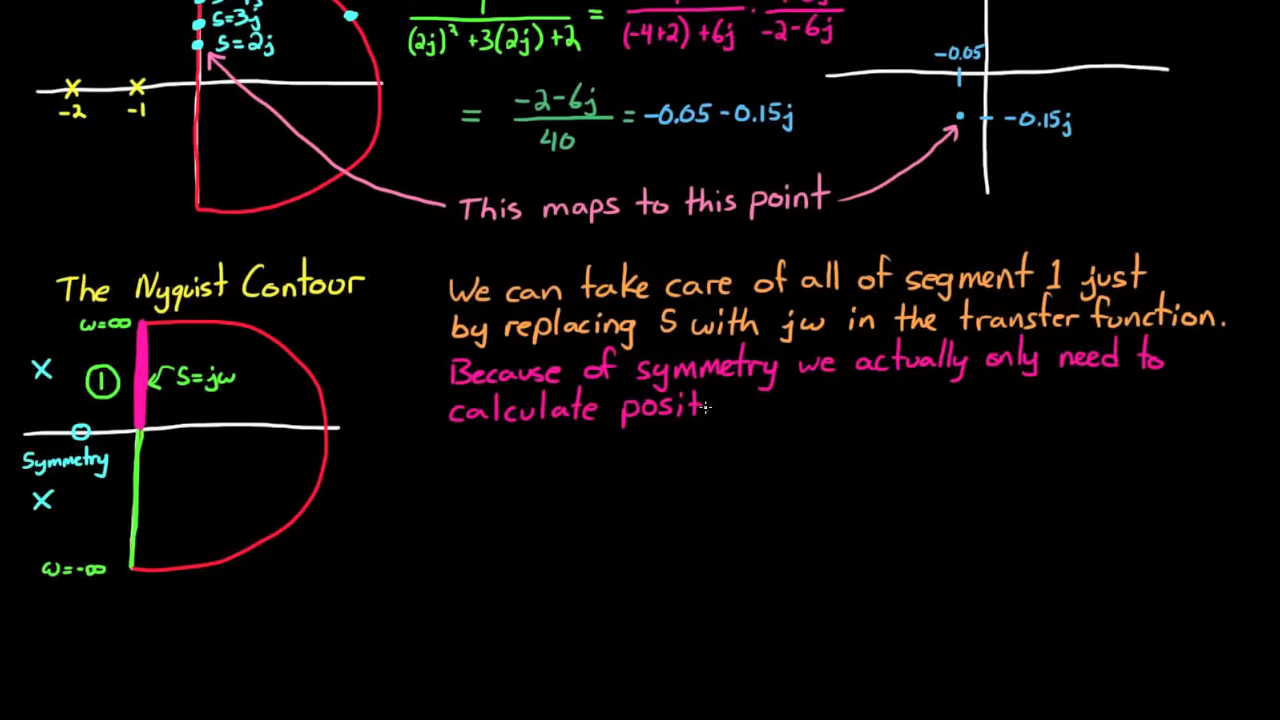 S=3j
S=2j
-2 -1
1/((2j)²+3(2j)+2) = /((-4+2)+6j) · /(-2-6j)
= (-2-6j)/40 = -0.05 -0.15j
-0.05
-0.15j
This maps to this point
The Nyquist Contour
ω=∞
1
S=jω
Symmetry
ω=-∞
We can take care of all of segment 1 just
by replacing S with jω in the transfer function.
Because of symmetry we actually only need to
calculate posit